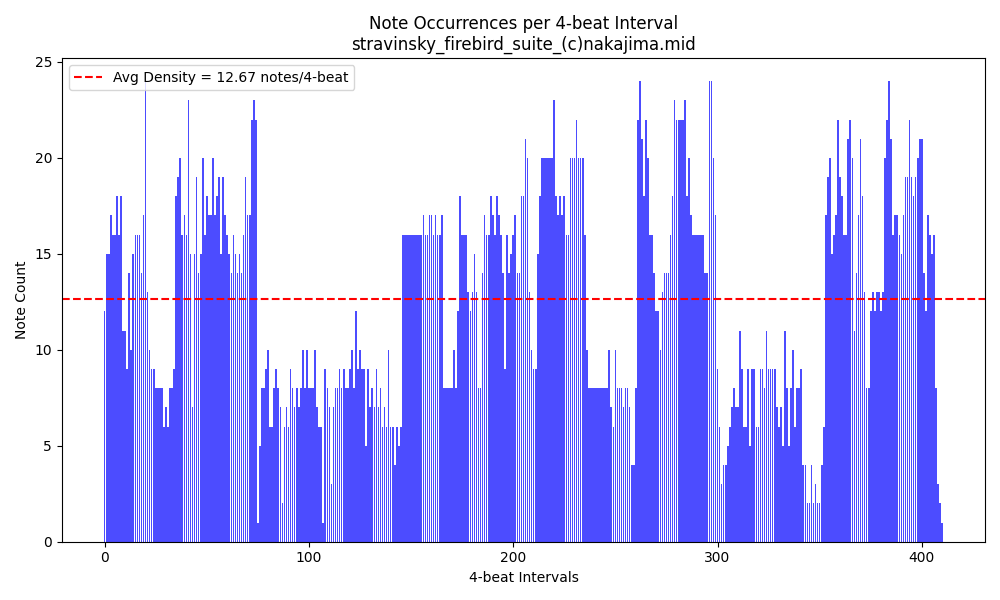 Note Occurrences per 4-beat Interval
stravinsky_firebird_suite_(c)nakajima.mid
Avg Density = 12.67 notes/4-beat
Note Count
25
20
15
10
5
0
0 100 200 300 400
4-beat Intervals